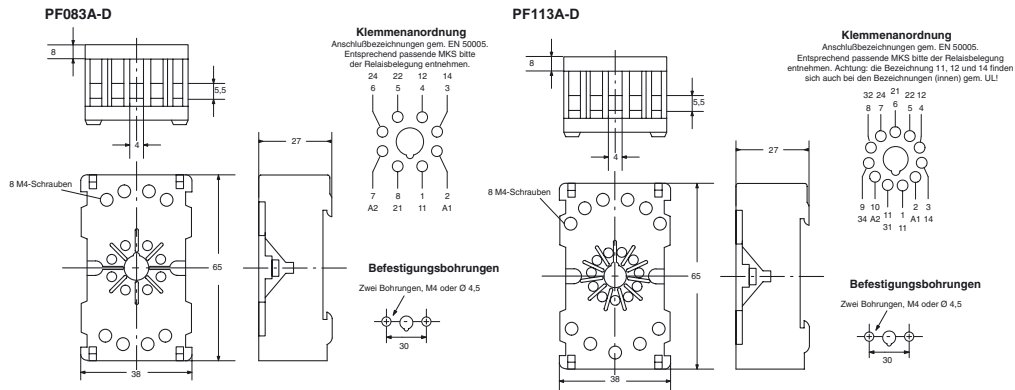 PF083A-D
8
5,5
4
27
8 M4-Schrauben
65
38
Klemmenanordnung
Anschlußbezeichnungen gem. EN 50005.
Entsprechend passende MKS bitte
der Relaisbelegung entnehmen.
24 22 12 14
6 5 4 3
7 8 1 2
A2 21 11 A1
Befestigungsbohrungen
Zwei Bohrungen, M4 oder Ø 4,5
30
PF113A-D
8
5,5
4
27
8 M4-Schrauben
65
38
Klemmenanordnung
Anschlußbezeichnungen gem. EN 50005.
Entsprechend passende MKS bitte der Relaisbelegung
entnehmen. Achtung: die Bezeichnung 11, 12 und 14 finden
sich auch bei den Bezeichnungen (innen) gem. UL!
32 24 21 22 12
8 7 6 5 4
9 10 11 1 2 3
34 A2 31 11 A1 14
Befestigungsbohrungen
Zwei Bohrungen, M4 oder Ø 4,5
30